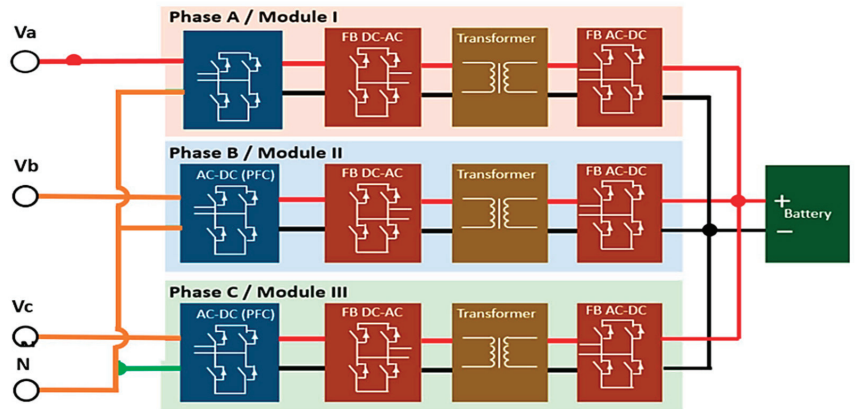 Phase A / Module I
Va
FB DC-AC
Transformer
FB AC-DC
Phase B / Module II
Vb
AC-DC (PFC)
FB DC-AC
Transformer
FB AC-DC
+
Battery
−
Phase C / Module III
Vc
AC-DC (PFC)
FB DC-AC
Transformer
FB AC-DC
N